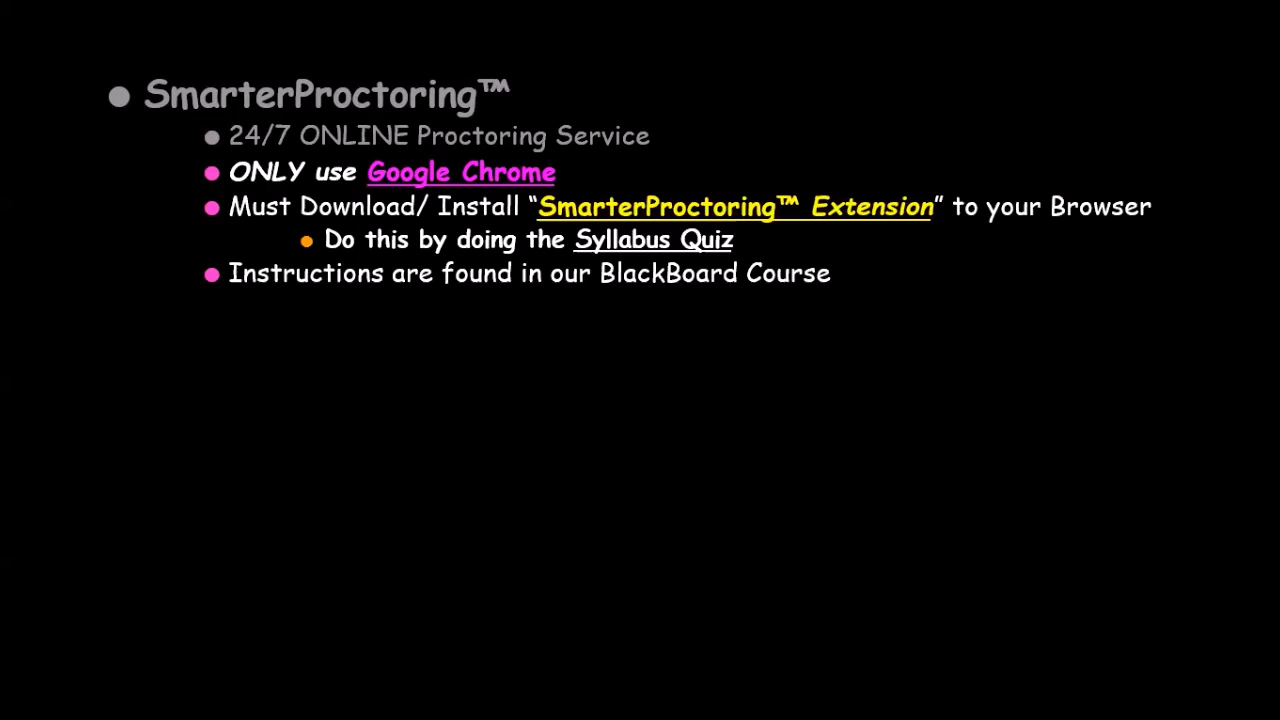 • SmarterProctoring™
• 24/7 ONLINE Proctoring Service
• ONLY use Google Chrome
• Must Download/ Install “SmarterProctoring™ Extension” to your Browser
• Do this by doing the Syllabus Quiz
• Instructions are found in our BlackBoard Course